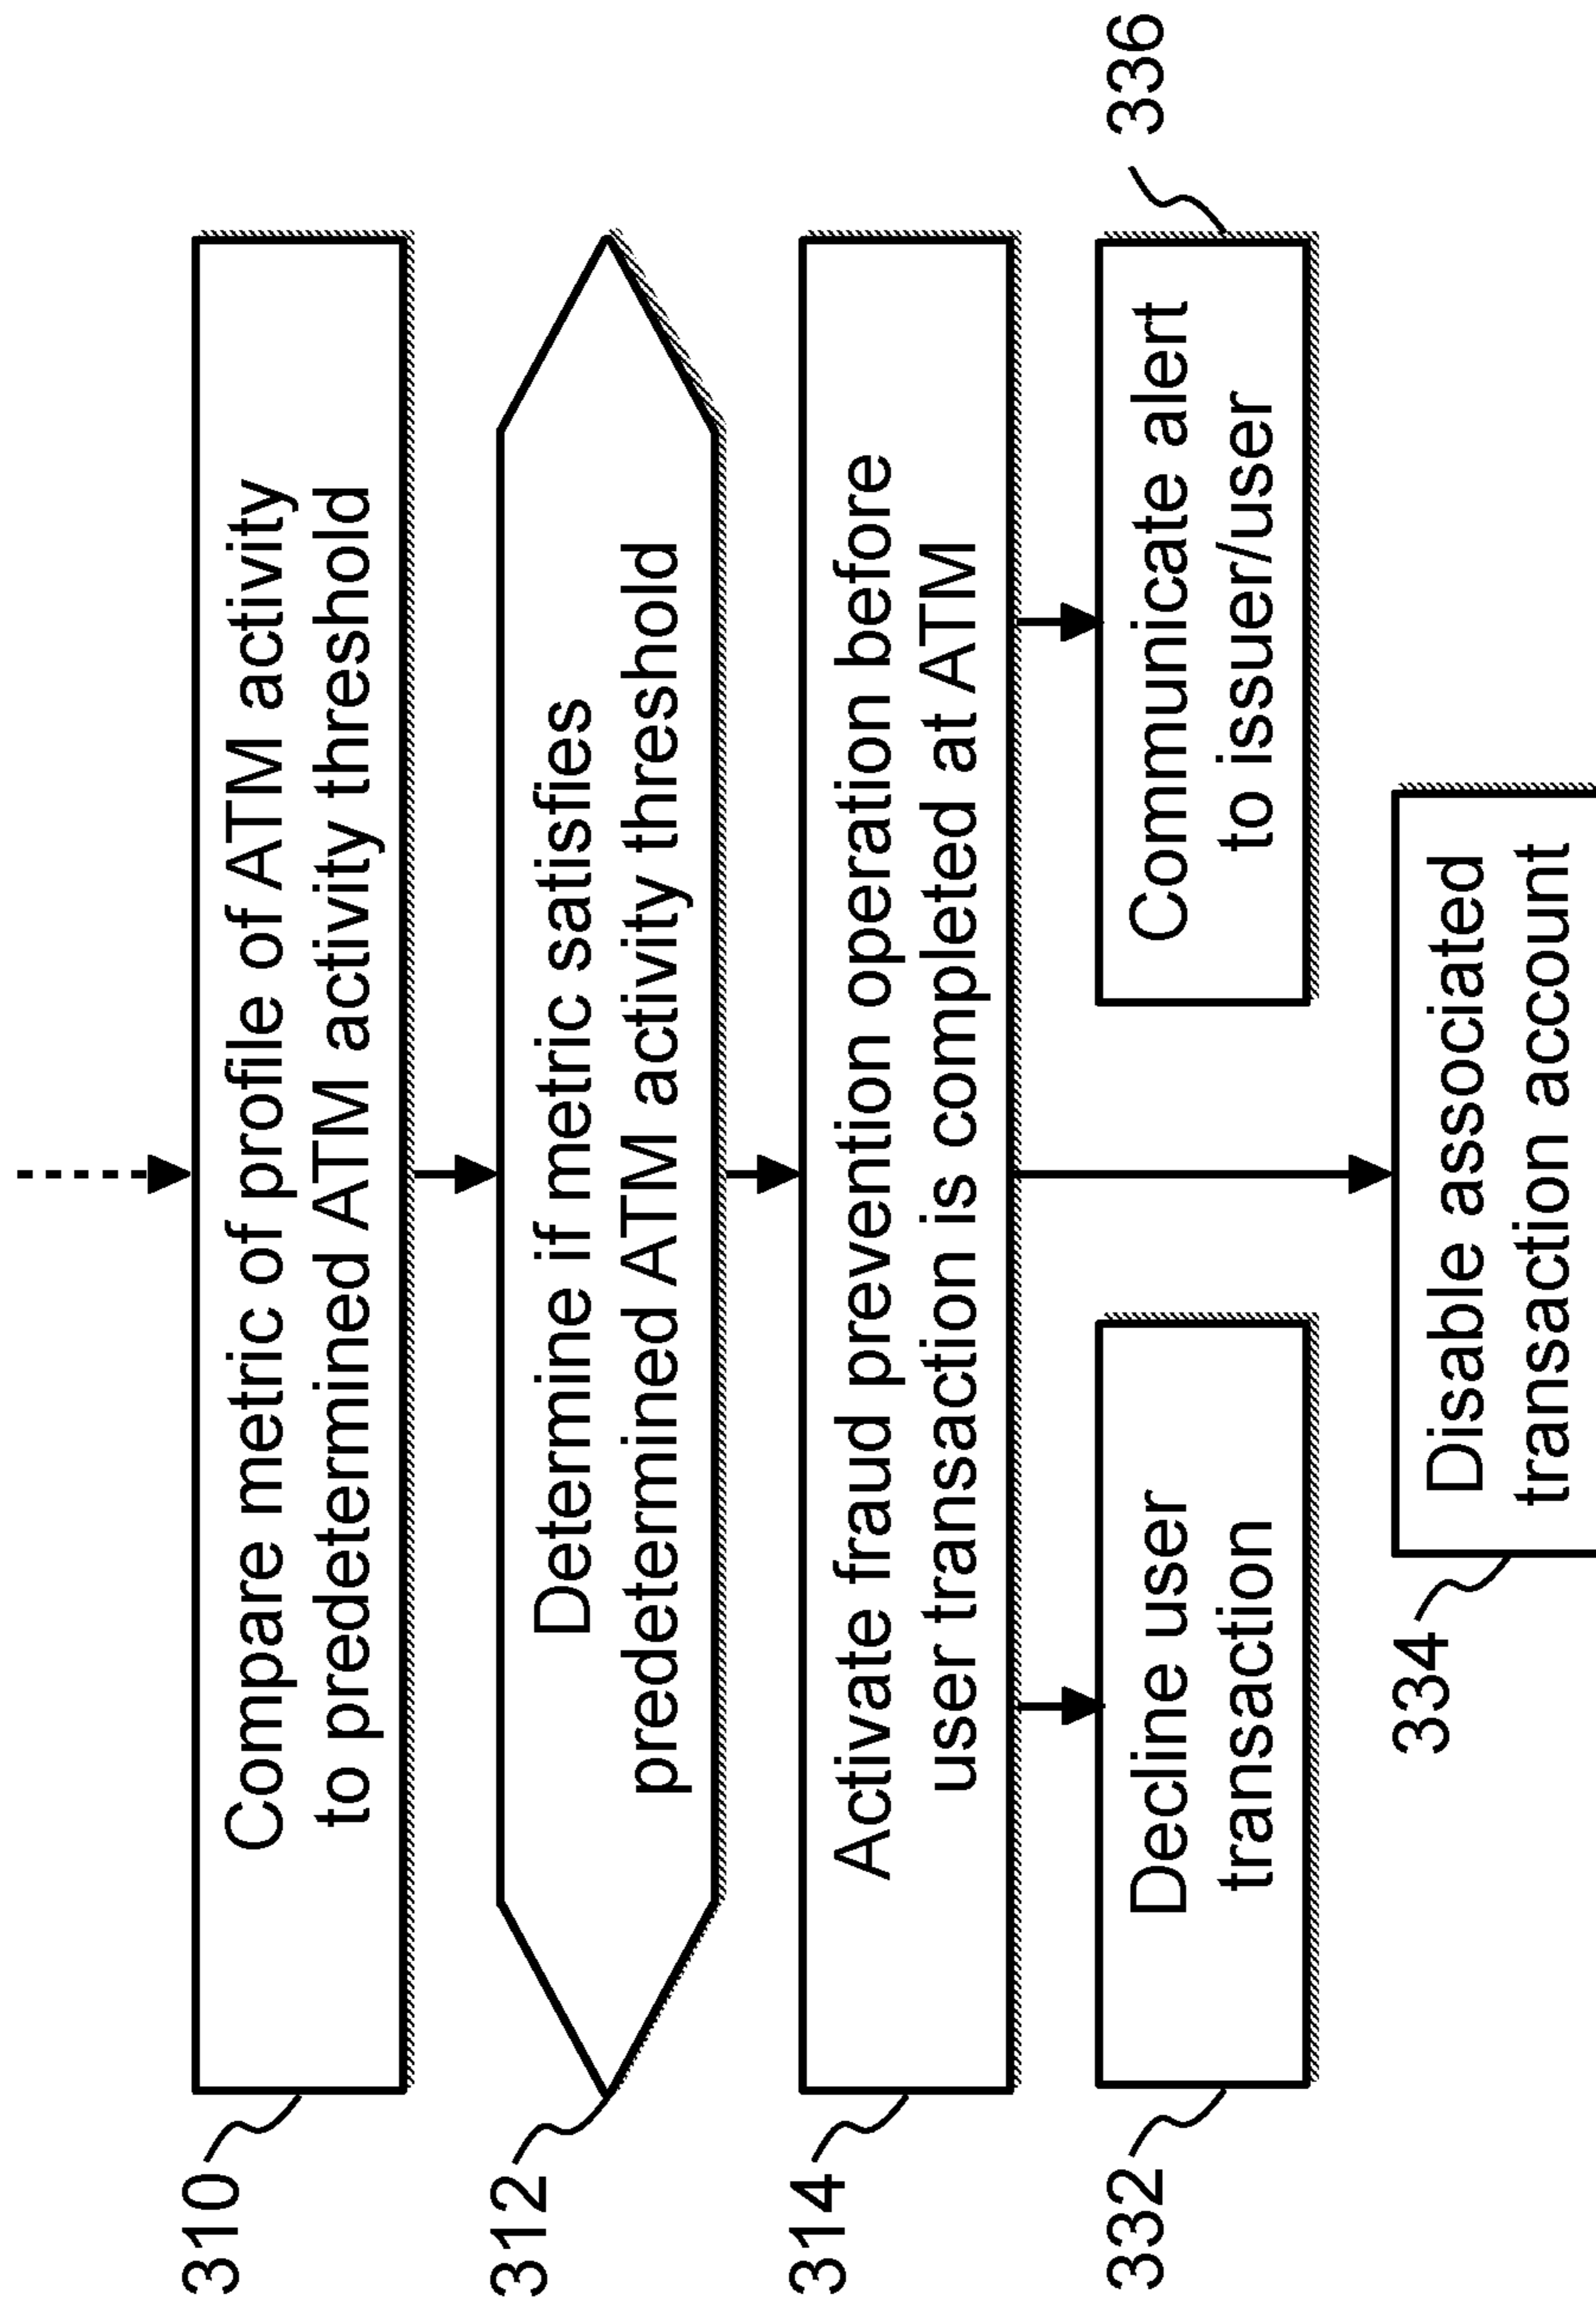 310
Compare metric of profile of ATM activity
to predetermined ATM activity threshold
312
Determine if metric satisfies
predetermined ATM activity threshold
314
Activate fraud prevention operation before
user transaction is completed at ATM
332
Decline user
transaction
336
Communicate alert
to issuer/user
334
Disable associated
transaction account